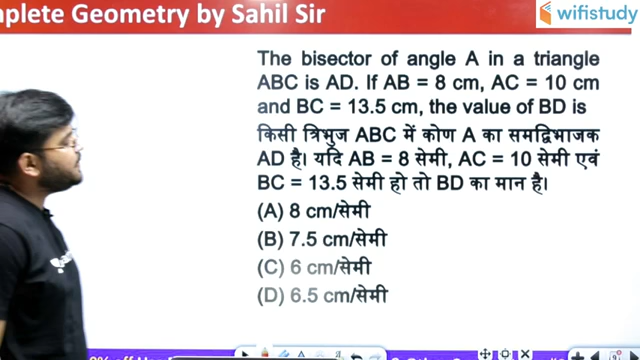 mplete Geometry by Sahil Sir
wifistudy
The bisector of angle A in a triangle
ABC is AD. If AB = 8 cm, AC = 10 cm
and BC = 13.5 cm, the value of BD is
किसी त्रिभुज ABC में कोण A का समद्विभाजक
AD है। यदि AB = 8 सेमी, AC = 10 सेमी एवं
BC = 13.5 सेमी हो तो BD का मान है।
(A) 8 cm/सेमी
(B) 7.5 cm/सेमी
(C) 6 cm/सेमी
(D) 6.5 cm/सेमी